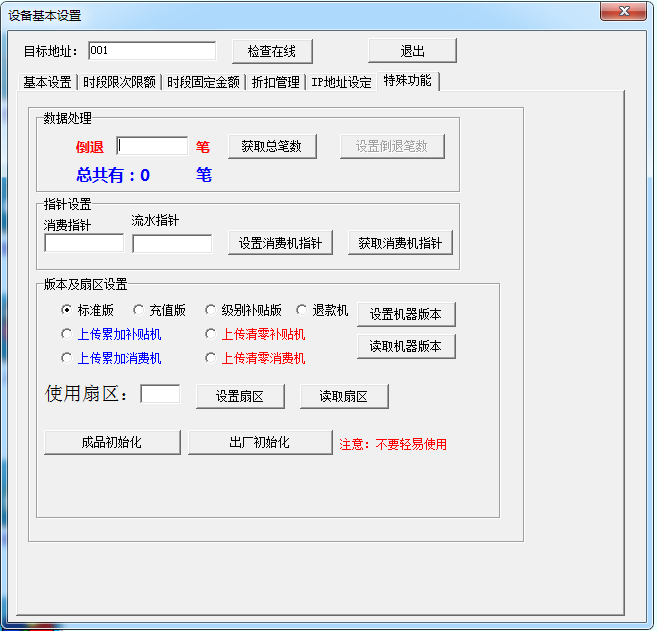 设备基本设置
目标地址： 001 检查在线 退出
基本设置 时段限次限额 时段固定金额 折扣管理 IP地址设定 特殊功能
数据处理
倒退 笔 获取总笔数 设置倒退笔数
总共有：0 笔
指针设置
消费指针 流水指针
设置消费机指针 获取消费机指针
版本及扇区设置
标准版 充值版 级别补贴版 退款机 设置机器版本
上传累加补贴机 上传清零补贴机
读取机器版本
上传累加消费机 上传清零消费机
使用扇区： 设置扇区 读取扇区
成品初始化 出厂初始化 注意：不要轻易使用